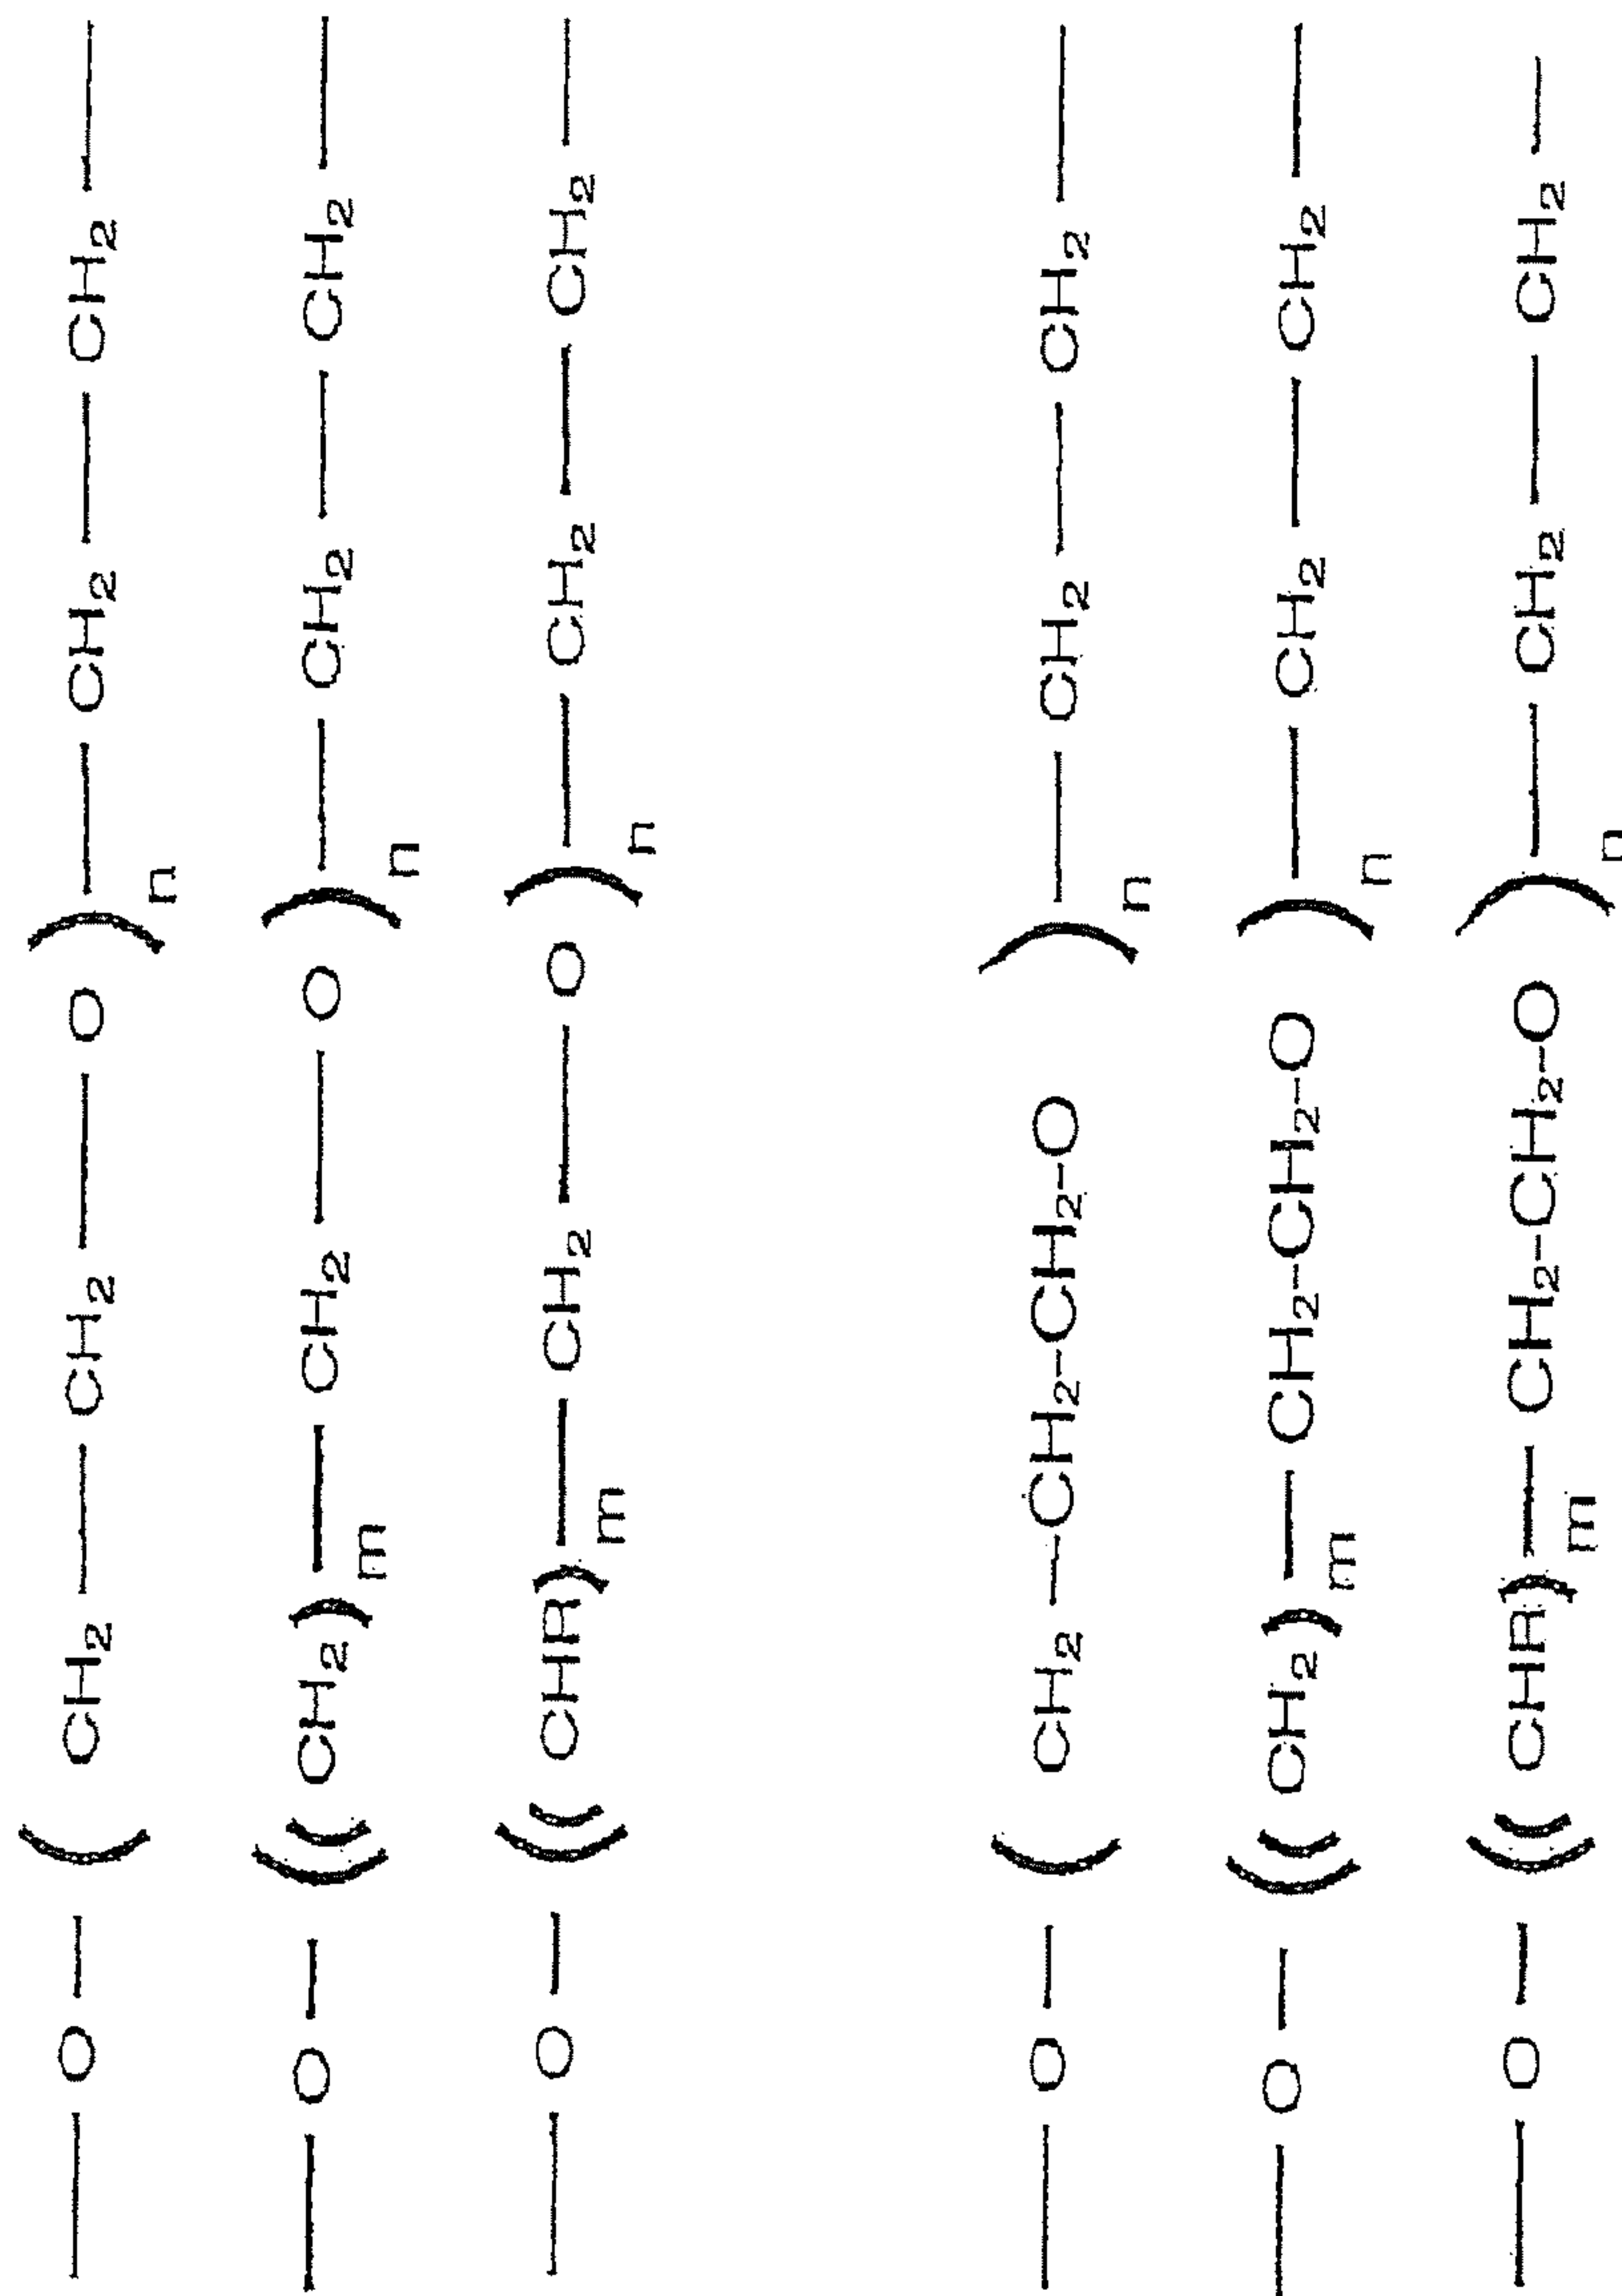 — O — ( CH₂ — CH₂ — O )ₙ — CH₂ — CH₂ —
— O — (( CH₂ )ₘ — CH₂ — O )ₙ — CH₂ — CH₂ —
— O — (( CHR )ₘ — CH₂ — O )ₙ — CH₂ — CH₂ —
— O — ( CH₂ — CH₂-CH₂-O )ₙ — CH₂ — CH₂ —
— O — (( CH₂ )ₘ — CH₂-CH₂-O )ₙ — CH₂ — CH₂ —
— O — (( CHR )ₘ — CH₂-CH₂-O )ₙ — CH₂ — CH₂ —